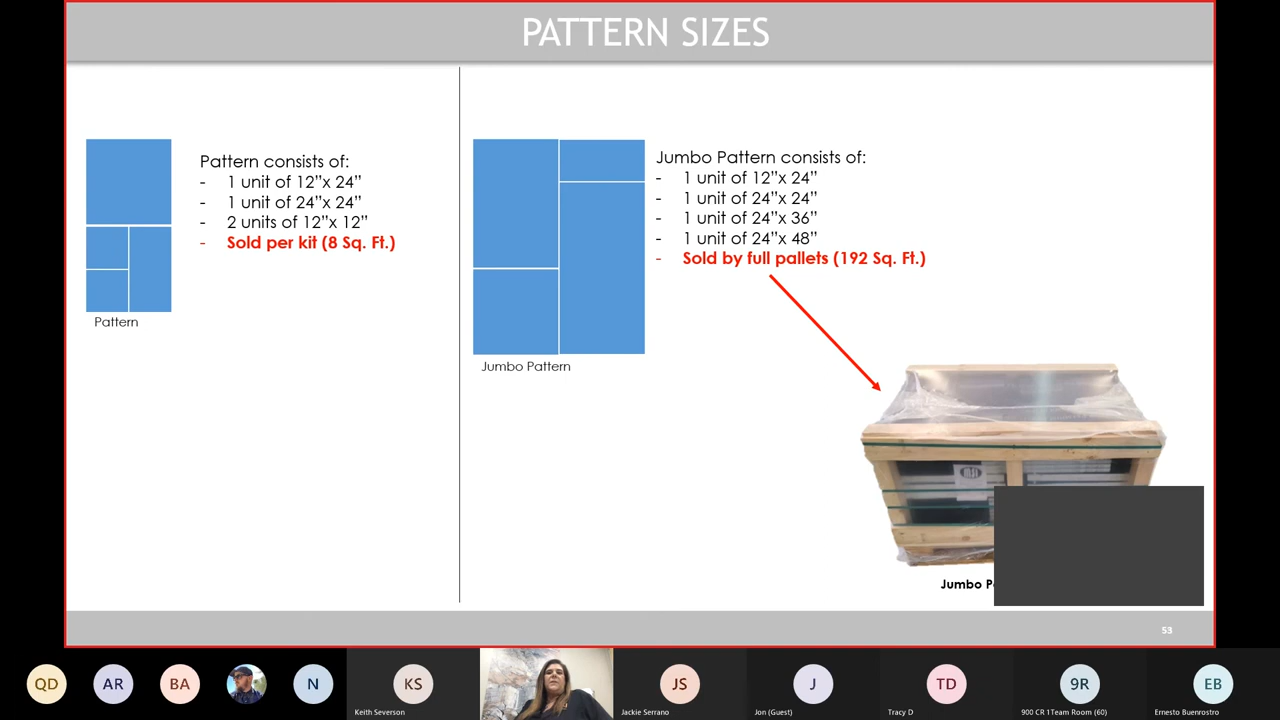 PATTERN SIZES
Pattern consists of:
- 1 unit of 12”x 24”
- 1 unit of 24”x 24”
- 2 units of 12”x 12”
- Sold per kit (8 Sq. Ft.)
Pattern
Jumbo Pattern consists of:
- 1 unit of 12”x 24”
- 1 unit of 24”x 24”
- 1 unit of 24”x 36”
- 1 unit of 24”x 48”
- Sold by full pallets (192 Sq. Ft.)
Jumbo Pattern
MSI
Jumbo
53
QD
AR
BA
N
KS
JS
J
TD
9R
EB
Keith Severson
Jackie Serrano
Jon (Guest)
Tracy D
900 CR 1Team Room (60)
Ernesto Buenrostro